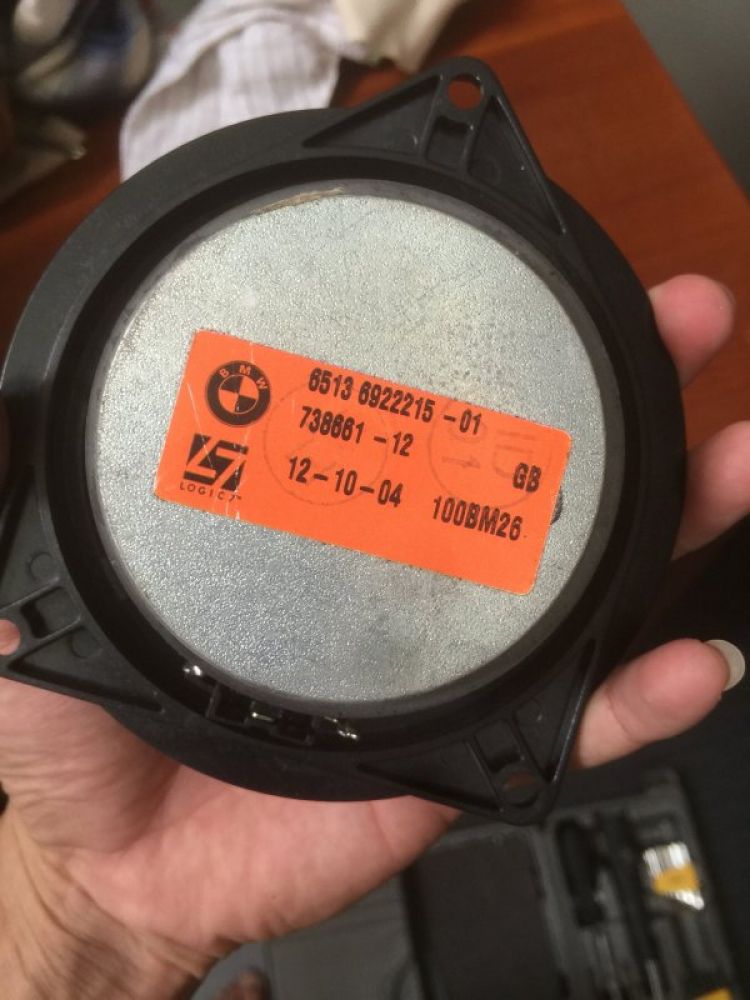 BMW
6513 6922215 -01
738661 -12
GB
12-10-04
100BM26
LOGIC7